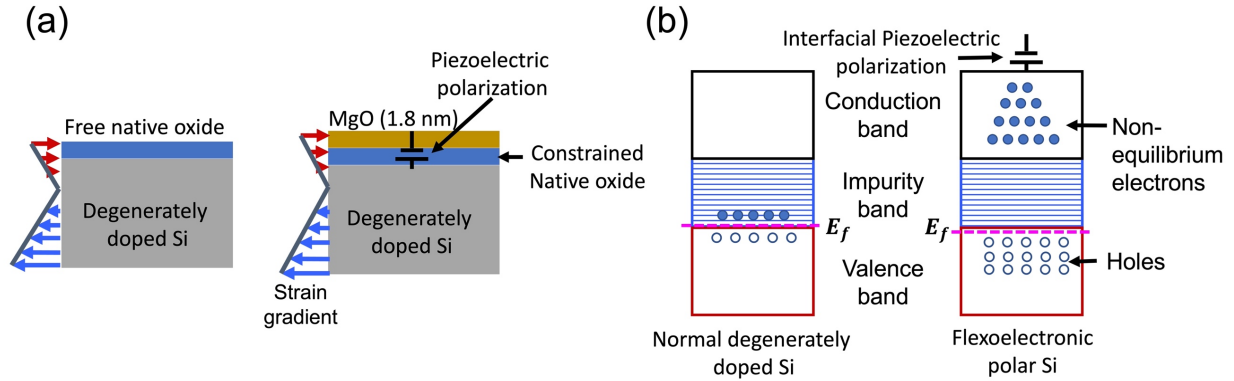 (a)
Free native oxide
Degenerately
doped Si
Piezoelectric
polarization
MgO (1.8 nm)
Constrained
Native oxide
Degenerately
doped Si
Strain
gradient
(b)
Interfacial Piezoelectric
polarization
Conduction
band
Non-
equilibrium
electrons
Impurity
band
E_f
E_f
Valence
band
Holes
Normal degenerately
doped Si
Flexoelectronic
polar Si